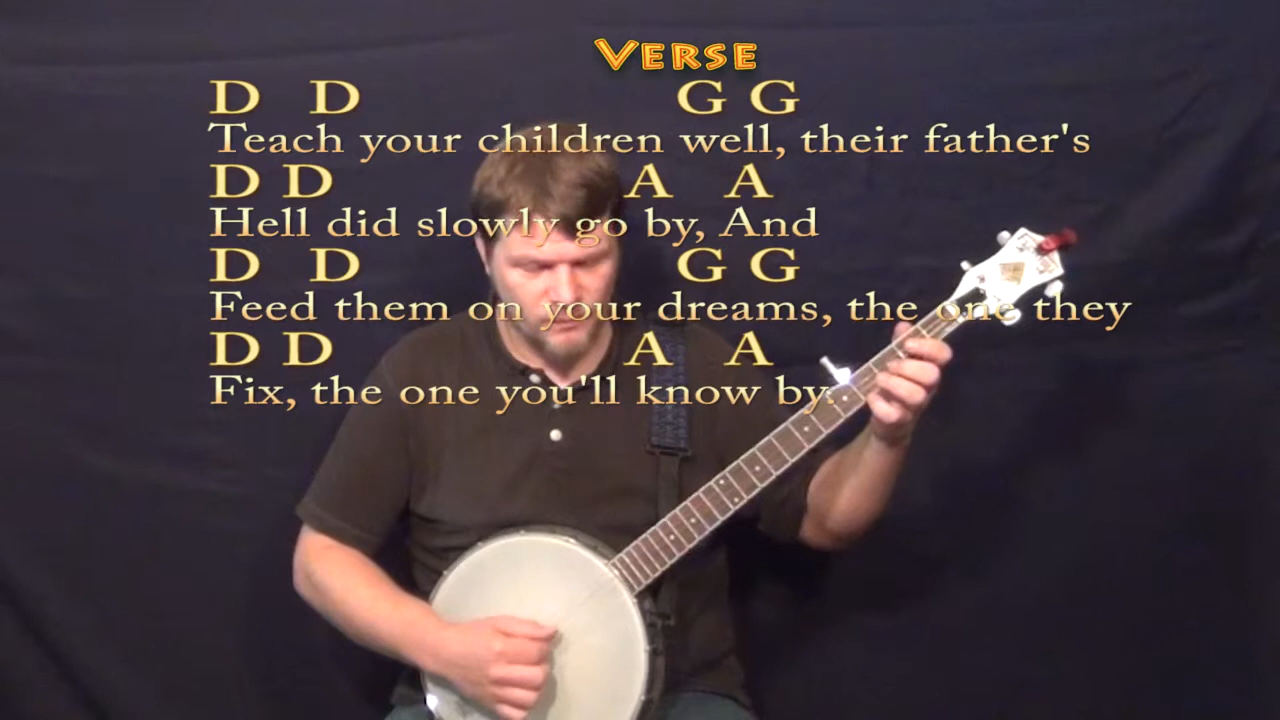 VERSE
D D G G
Teach your children well, their father's
D D A A
Hell did slowly go by, And
D D G G
Feed them on your dreams, the one they
D D A A
Fix, the one you'll know by.